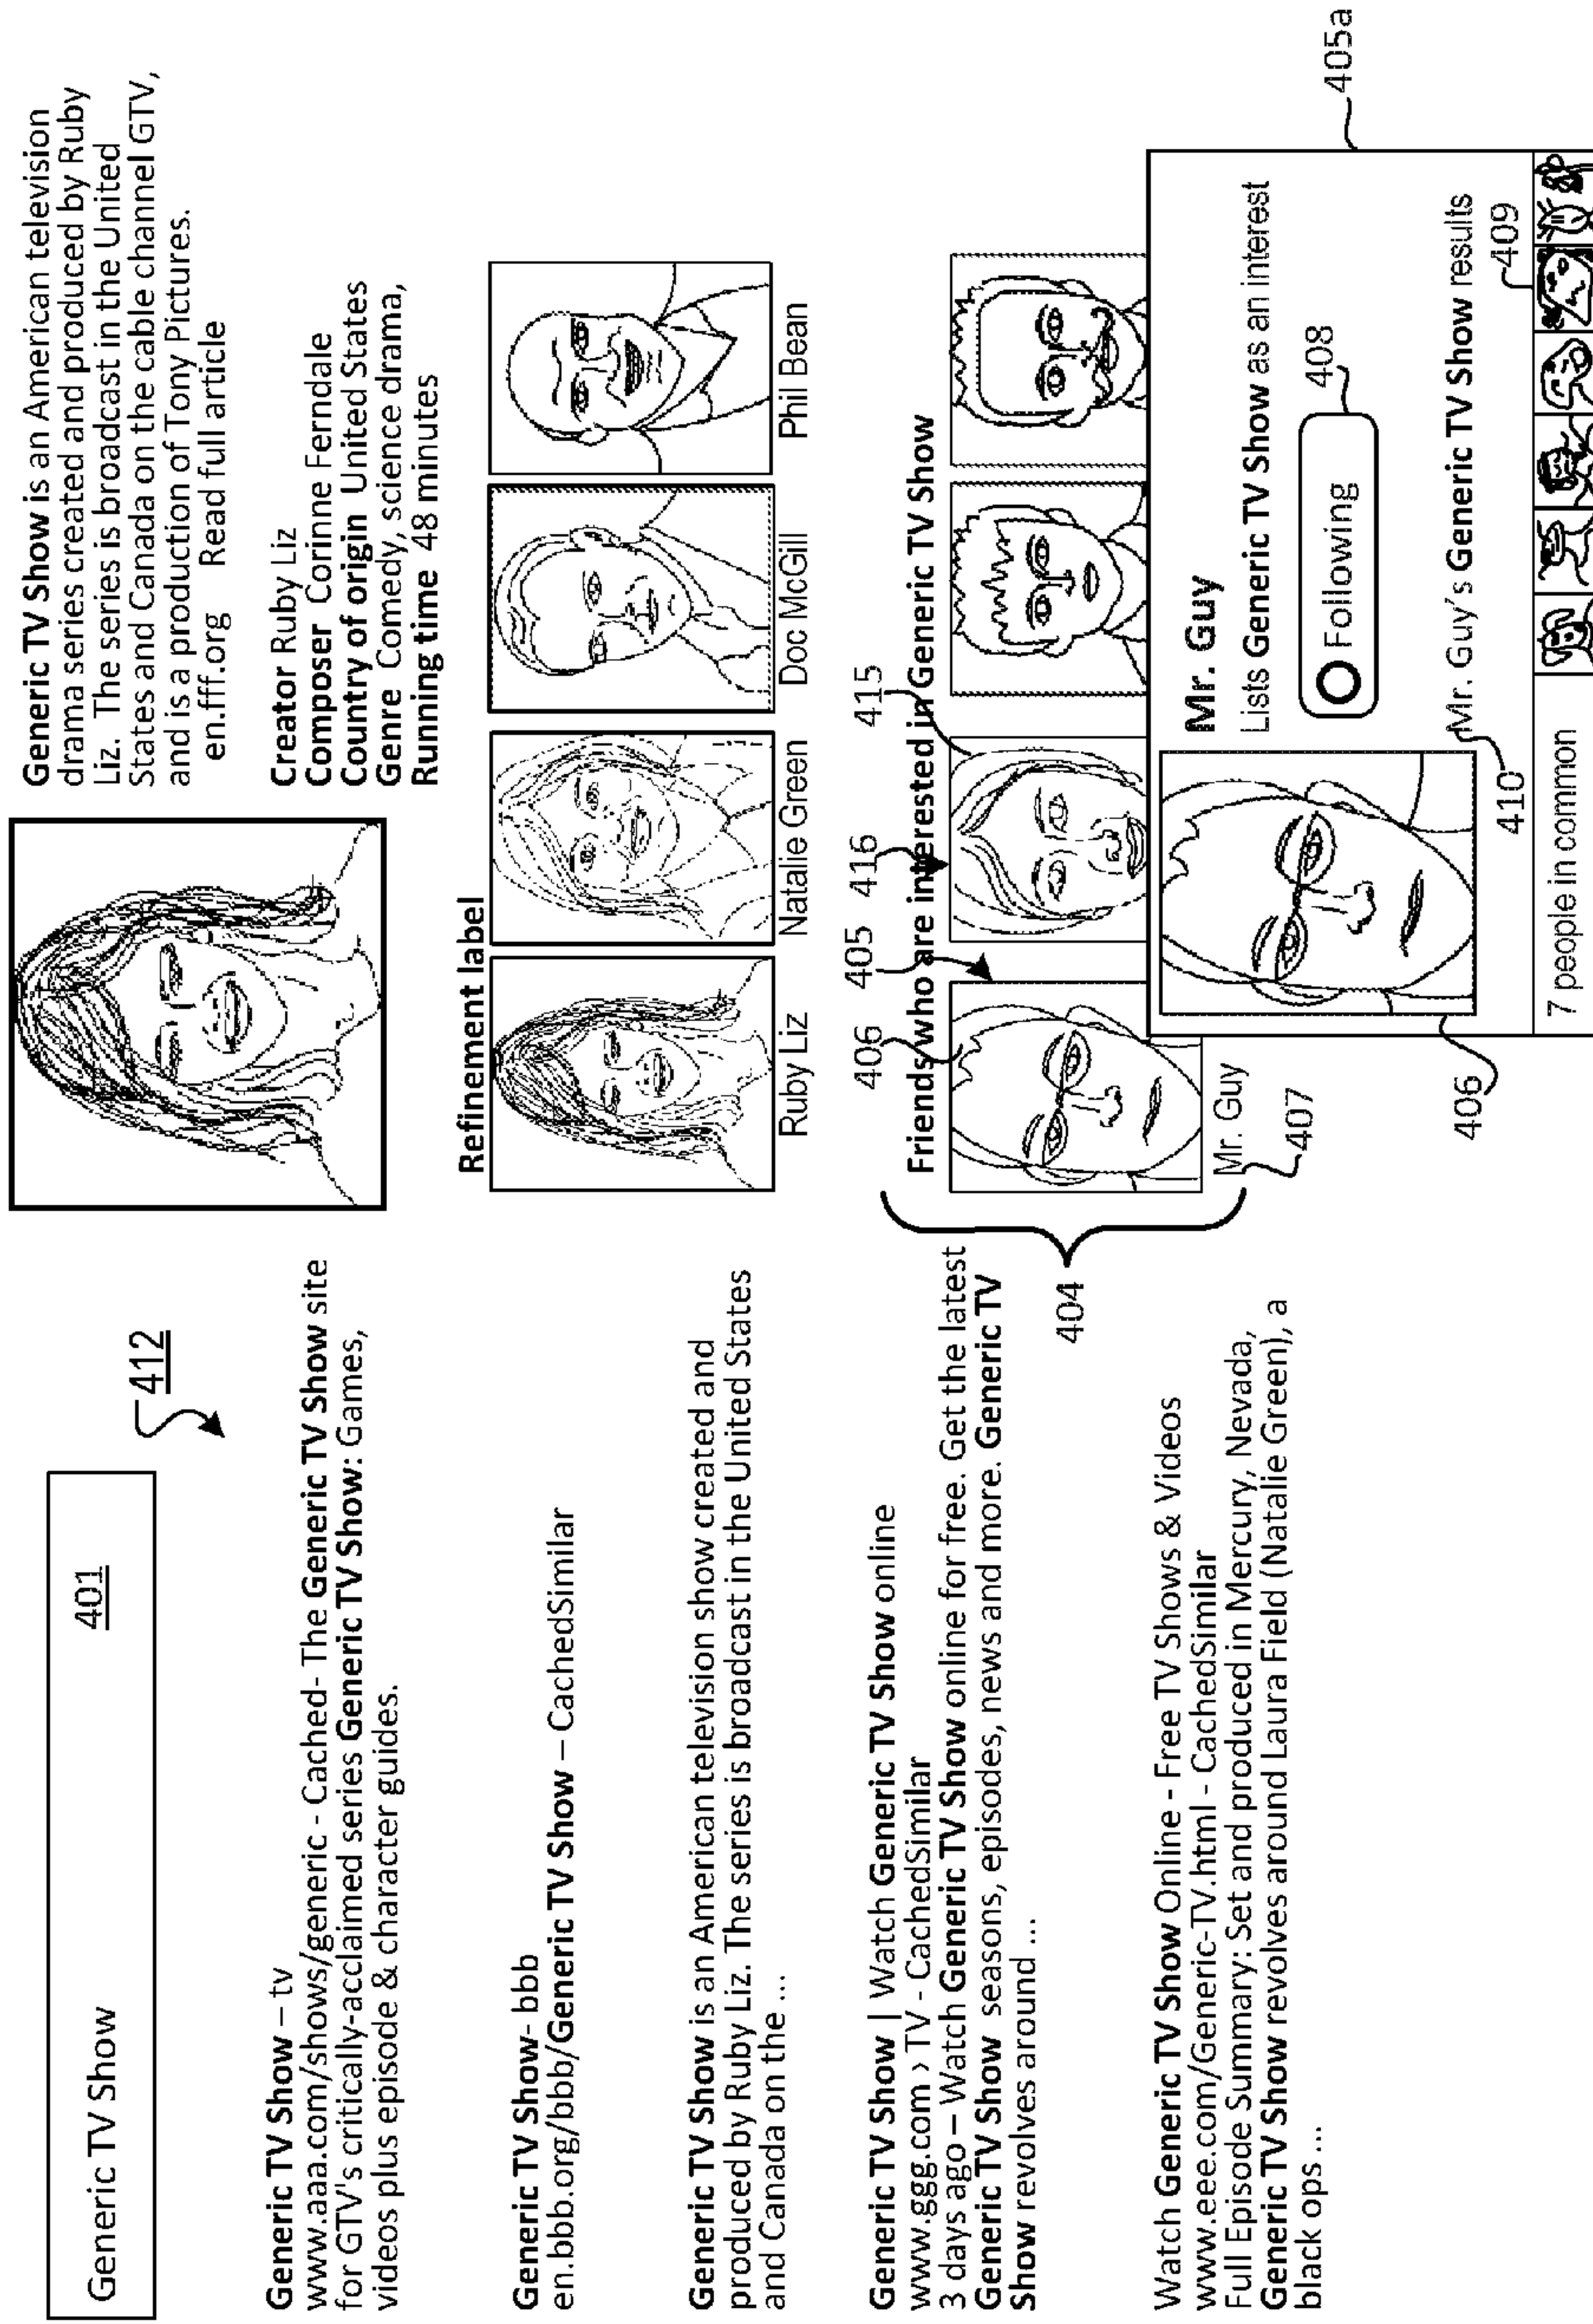 Generic TV Show 401
412
Generic TV Show – tv
www.aaa.com/shows/generic - Cached- The Generic TV Show site
for GTV's critically-acclaimed series Generic TV Show: Games,
videos plus episode & character guides.
Generic TV Show- bbb
en.bbb.org/bbb/Generic TV Show – CachedSimilar
Generic TV Show is an American television show created and
produced by Ruby Liz. The series is broadcast in the United States
and Canada on the ...
Generic TV Show | Watch Generic TV Show online
www.ggg.com › TV - CachedSimilar
3 days ago – Watch Generic TV Show online for free. Get the latest
Generic TV Show seasons, episodes, news and more. Generic TV
Show revolves around ...
Watch Generic TV Show Online - Free TV Shows & Videos
www.eee.com/Generic-TV.html - CachedSimilar
Full Episode Summary: Set and produced in Mercury, Nevada,
Generic TV Show revolves around Laura Field (Natalie Green), a
black ops ...
Generic TV Show is an American television
drama series created and produced by Ruby
Liz. The series is broadcast in the United
States and Canada on the cable channel GTV,
and is a production of Tony Pictures.
en.fff.org Read full article
Creator Ruby Liz
Composer Corinne Ferndale
Country of origin United States
Genre Comedy, science drama,
Running time 48 minutes
Refinement label
Ruby Liz Natalie Green Doc McGill Phil Bean
406 405 416 415
Friends who are interested in Generic TV Show
404
Mr. Guy
407
405a
Mr. Guy
Lists Generic TV Show as an interest
Following 408
406
410
Mr. Guy's Generic TV Show results
409
7 people in common